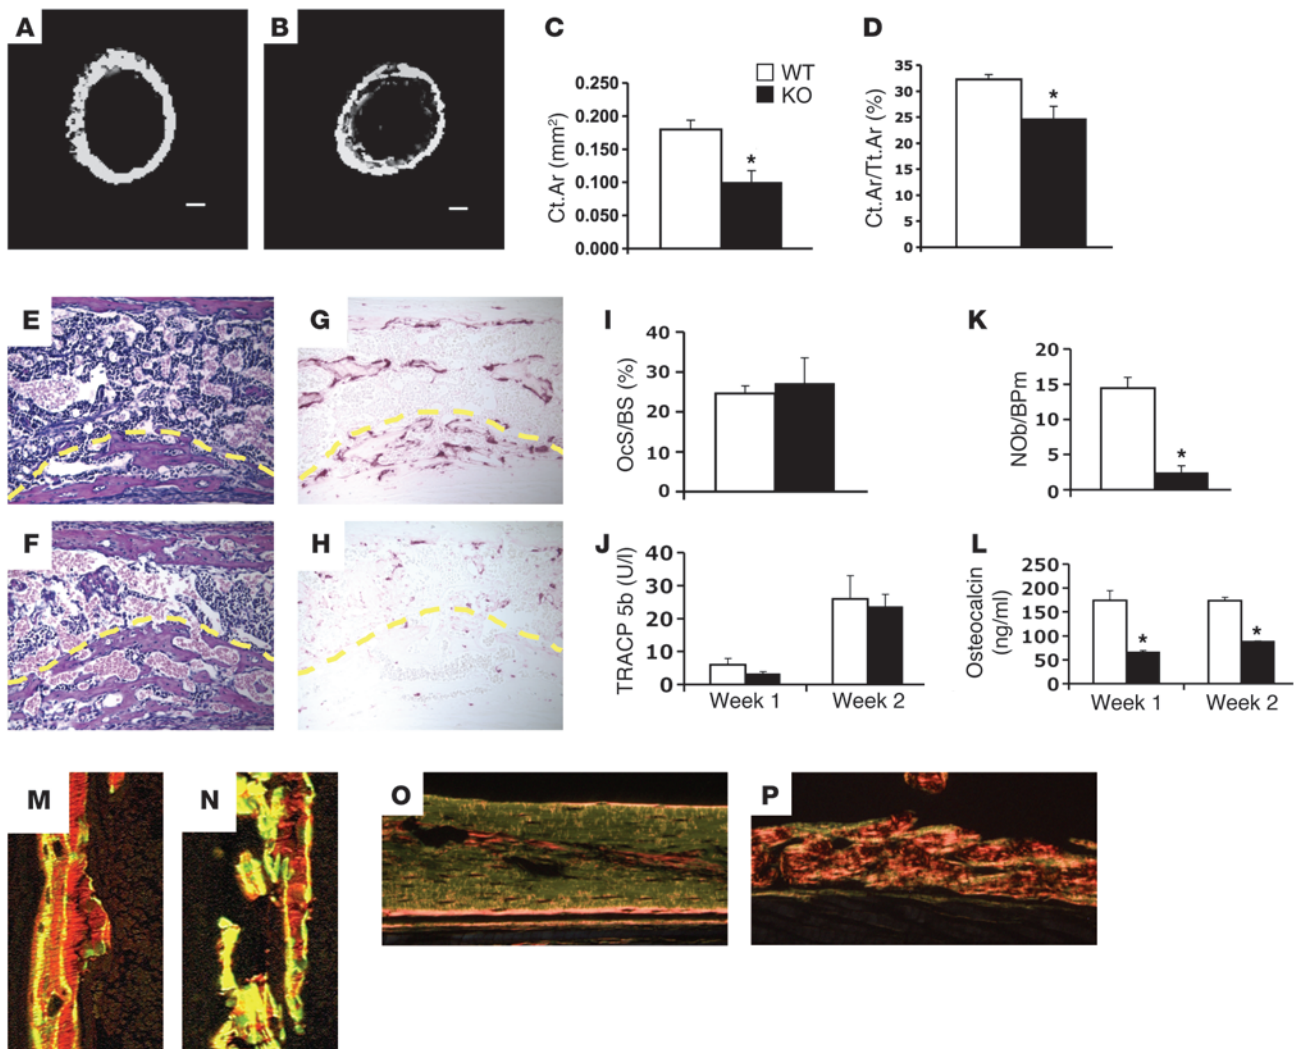 A
B
C
D
WT
KO
Ct.Ar (mm²)
0.250
0.200
0.150
0.100
0.050
0.000
*
Ct.Ar/Tt.Ar (%)
35
30
25
20
15
10
5
0
*
E
G
I
K
OcS/BS (%)
40
30
20
10
0
NOb/BPm
20
15
10
5
0
*
F
H
J
L
TRACP 5b (U/l)
40
30
20
10
0
Week 1
Week 2
Osteocalcin
(ng/ml)
250
200
150
100
50
0
*
*
Week 1
Week 2
M
N
O
P